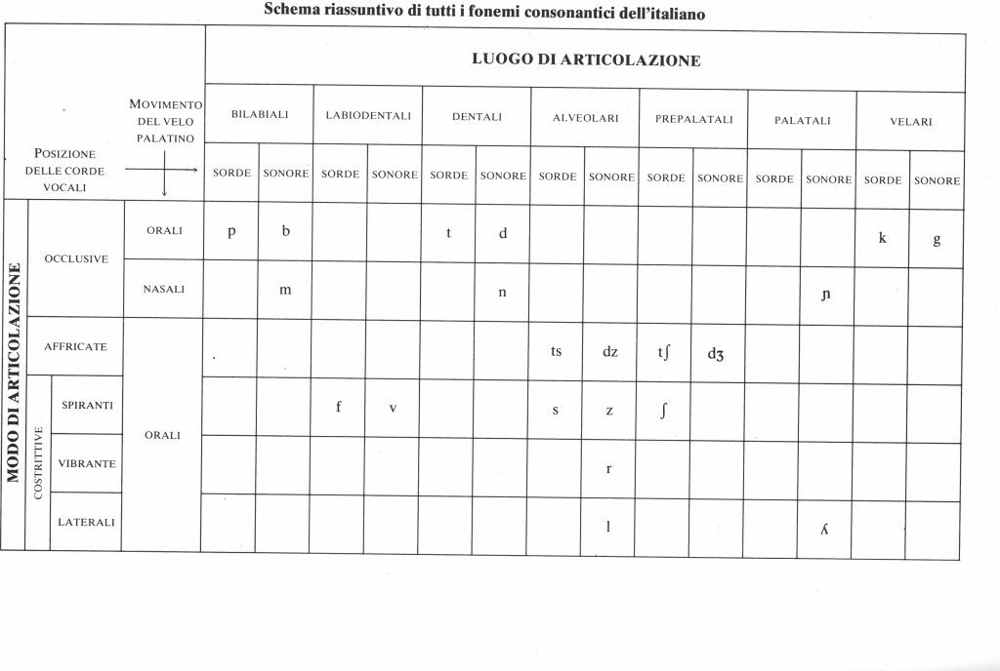 Schema riassuntivo di tutti i fonemi consonantici dell'italiano
LUOGO DI ARTICOLAZIONE
MOVIMENTO
DEL VELO
PALATINO
POSIZIONE
DELLE CORDE
VOCALI
BILABIALI LABIODENTALI DENTALI ALVEOLARI PREPALATALI PALATALI VELARI
SORDE SONORE SORDE SONORE SORDE SONORE SORDE SONORE SORDE SONORE SORDE SONORE SORDE SONORE
MODO DI ARTICOLAZIONE
OCCLUSIVE
ORALI p b t d k g
NASALI m n ɲ
AFFRICATE ts dz tʃ dʒ
COSTRITTIVE
ORALI
SPIRANTI f v s z ʃ
VIBRANTE r
LATERALI l ʎ